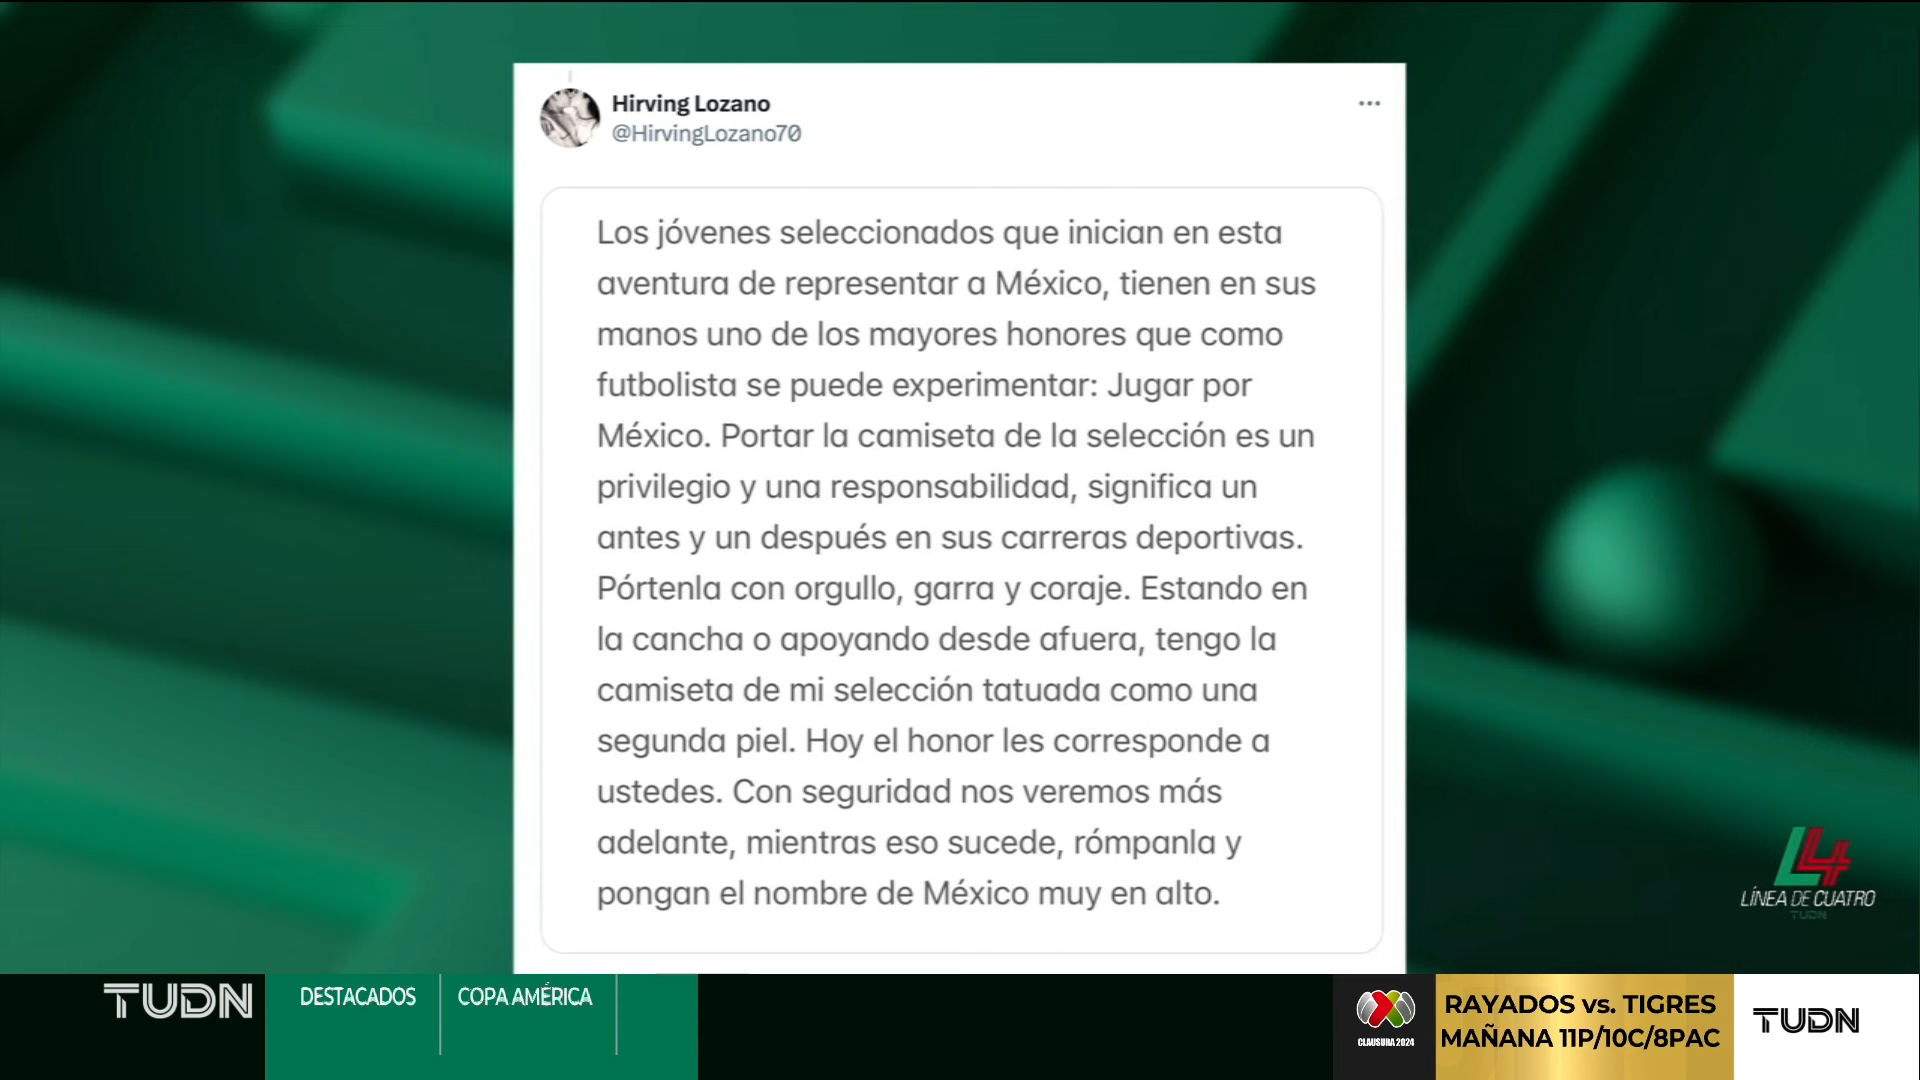 Hirving Lozano
@HirvingLozano70
Los jóvenes seleccionados que inician en esta
aventura de representar a México, tienen en sus
manos uno de los mayores honores que como
futbolista se puede experimentar: Jugar por
México. Portar la camiseta de la selección es un
privilegio y una responsabilidad, significa un
antes y un después en sus carreras deportivas.
Pórtenla con orgullo, garra y coraje. Estando en
la cancha o apoyando desde afuera, tengo la
camiseta de mi selección tatuada como una
segunda piel. Hoy el honor les corresponde a
ustedes. Con seguridad nos veremos más
adelante, mientras eso sucede, rómpanla y
pongan el nombre de México muy en alto.
L4
LÍNEA DE CUATRO
TUDN
TUDN
DESTACADOS
COPA AMÉRICA
CLAUSURA 2024
RAYADOS vs. TIGRES
MAÑANA 11P/10C/8PAC
TUDN